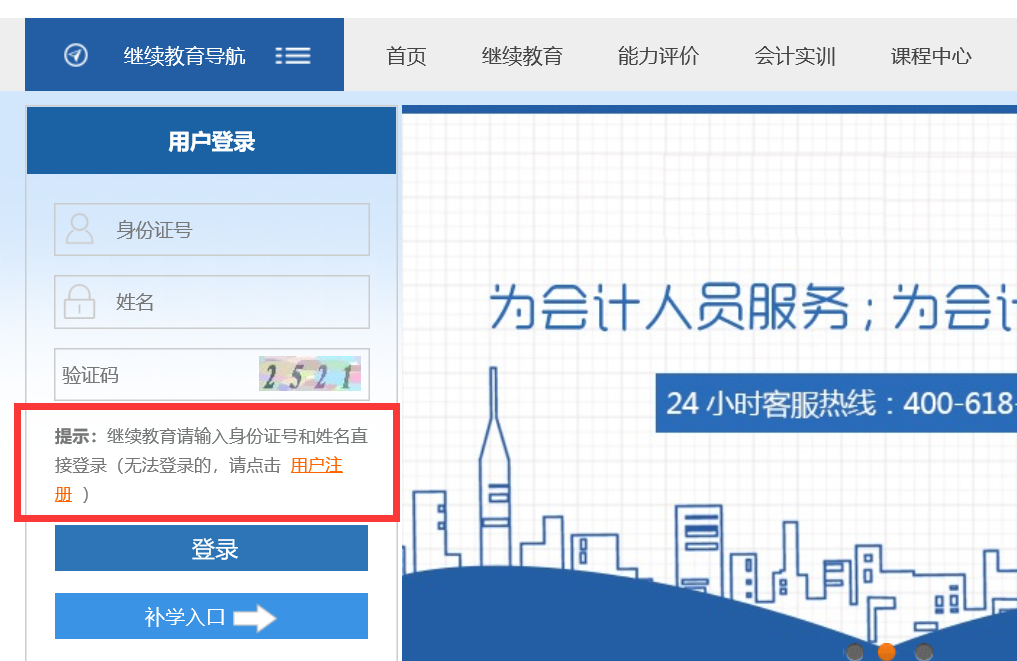 继续教育导航 首页 继续教育 能力评价 会计实训 课程中心
用户登录
身份证号
姓名
验证码 2521
提示：继续教育请输入身份证号和姓名直
接登录（无法登录的，请点击 用户注
册 ）
登录
补学入口
为会计人员服务；为会计
24 小时客服热线：400-618-